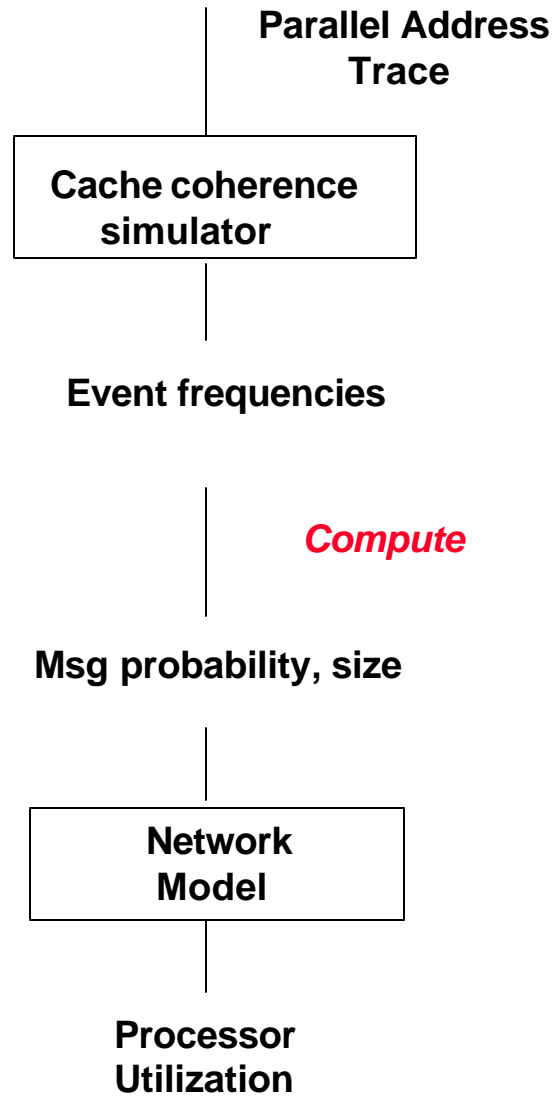 Parallel Address
Trace
Cache coherence
simulator
Event frequencies
Compute
Msg probability, size
Network
Model
Processor
Utilization